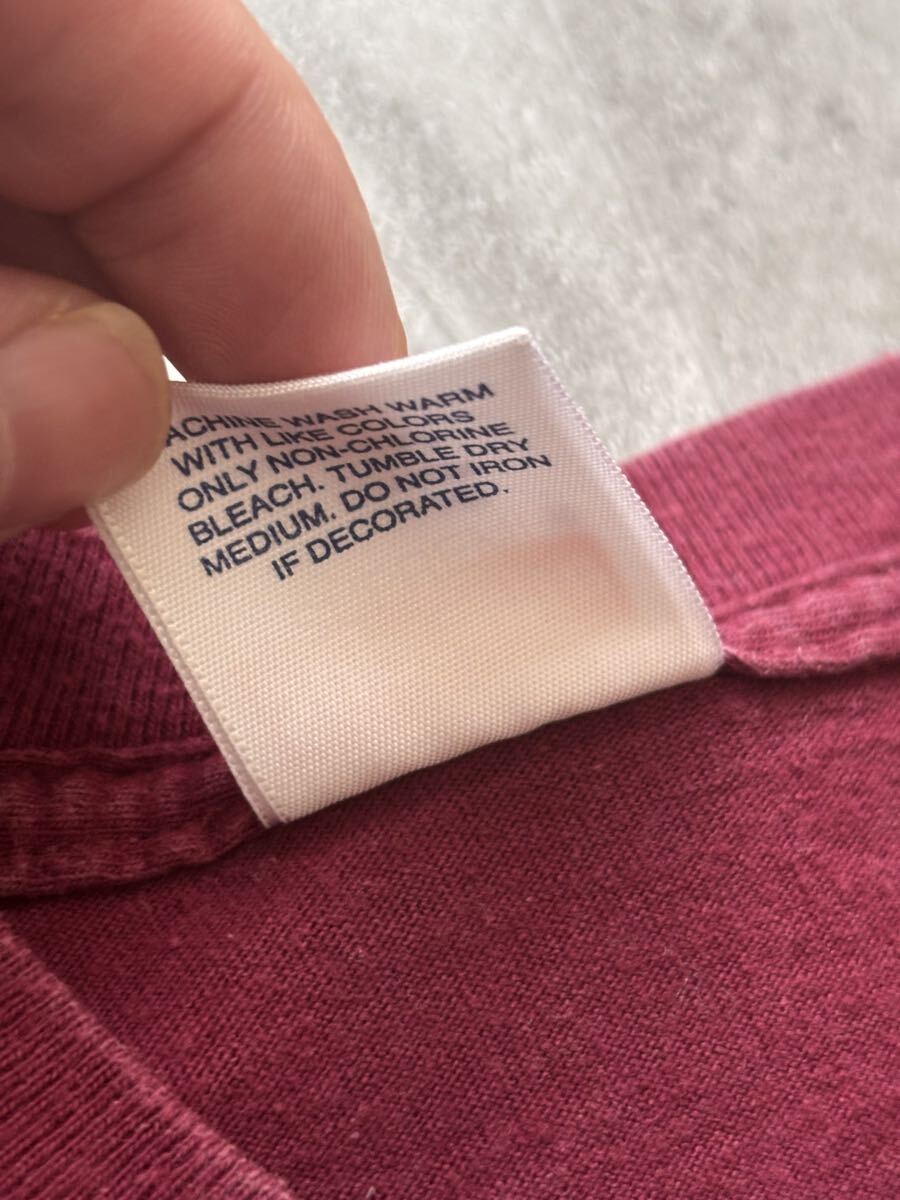 ACHINE WASH WARM
WITH LIKE COLORS
ONLY NON-CHLORINE
BLEACH. TUMBLE DRY
MEDIUM. DO NOT IRON
IF DECORATED.